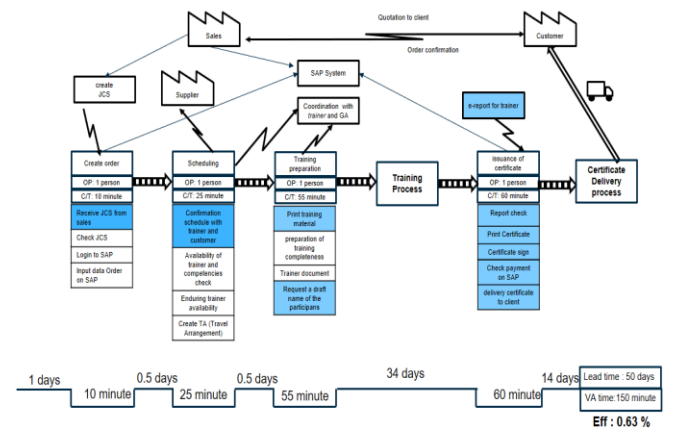 Quotation to client
Sales
Customer
Order confirmation
SAP System
create
JCS
Supplier
Coordination with
trainer and GA
e-report for trainer
Create order
OP: 1 person
C/T: 10 minute
Receive JCS from
sales
Check JCS
Login to SAP
Input data Order
on SAP
Scheduling
OP: 1 person
C/T: 25 minute
Confirmation
schedule with
trainer and
customer
Availability of
trainer and
competencies
check
Enduring trainer
availability
Create TA (Travel
Arrangement)
Training
preparation
OP: 1 person
C/T: 55 minute
Print training
material
preparation of
training
completeness
Trainer document
Request a draft
name of the
participans
Training
Process
Issuance of
certificate
OP: 1 person
C/T: 60 minute
Report check
Print Certificate
Certificate sign
Check payment
on SAP
delivery certificate
to client
Certificate
Delivery
process
1 days
10 minute
0.5 days
25 minute
0.5 days
55 minute
34 days
60 minute
14 days
Lead time : 50 days
VA time: 150 minute
Eff : 0.63 %